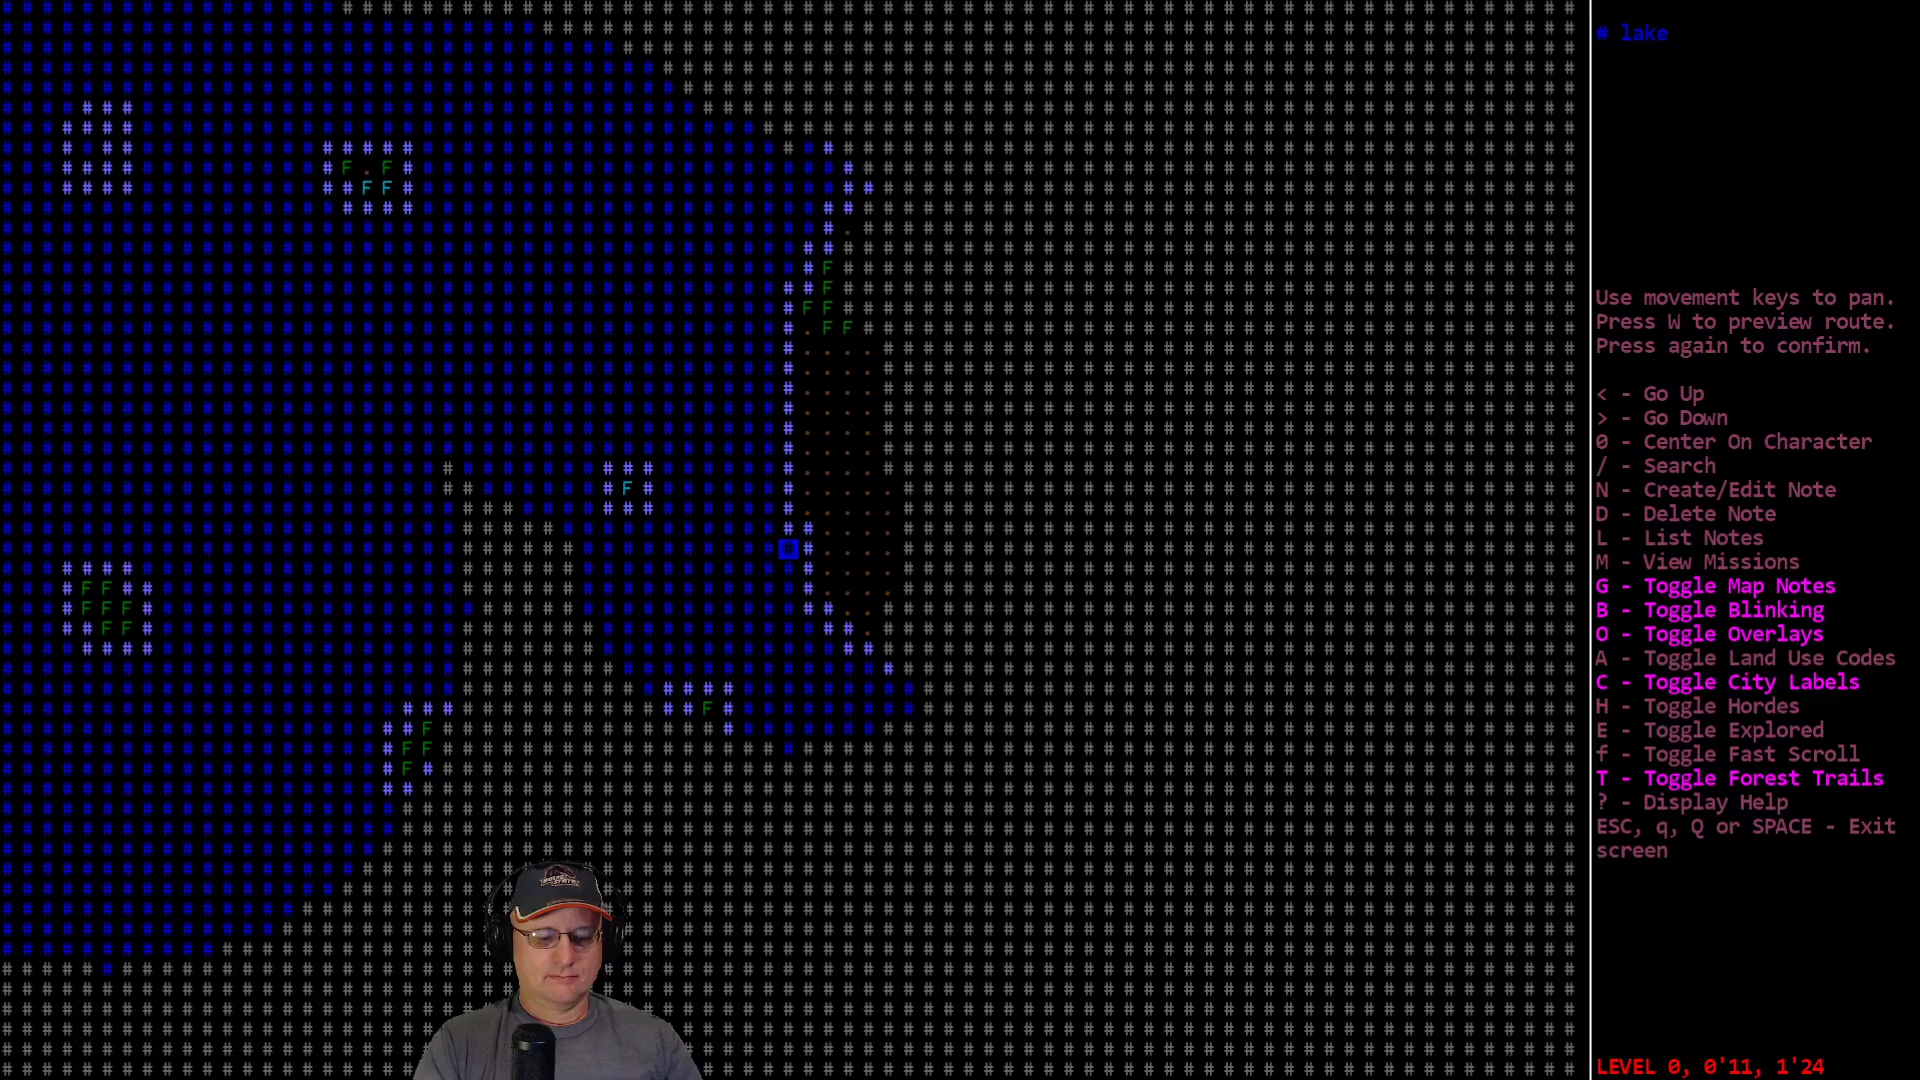 # lake
Use movement keys to pan.
Press W to preview route.
Press again to confirm.
< - Go Up
> - Go Down
0 - Center On Character
/ - Search
N - Create/Edit Note
D - Delete Note
L - List Notes
M - View Missions
G - Toggle Map Notes
B - Toggle Blinking
O - Toggle Overlays
A - Toggle Land Use Codes
C - Toggle City Labels
H - Toggle Hordes
E - Toggle Explored
f - Toggle Fast Scroll
T - Toggle Forest Trails
? - Display Help
ESC, q, Q or SPACE - Exit
screen
LEVEL 0, 0'11, 1'24